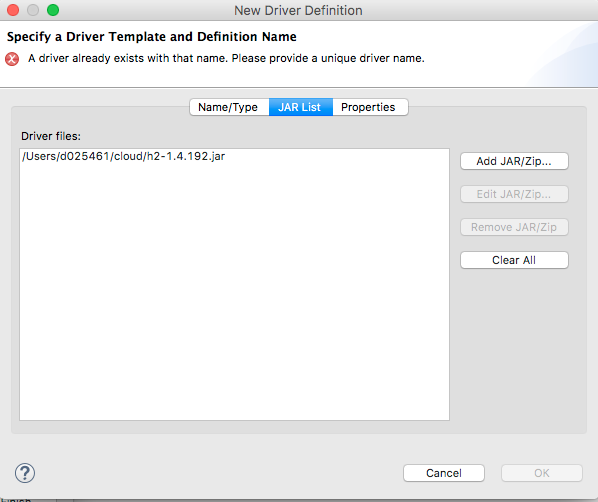 New Driver Definition
Specify a Driver Template and Definition Name
A driver already exists with that name. Please provide a unique driver name.
Name/Type JAR List Properties
Driver files:
/Users/d025461/cloud/h2-1.4.192.jar
Add JAR/Zip...
Edit JAR/Zip...
Remove JAR/Zip
Clear All
?
Cancel OK